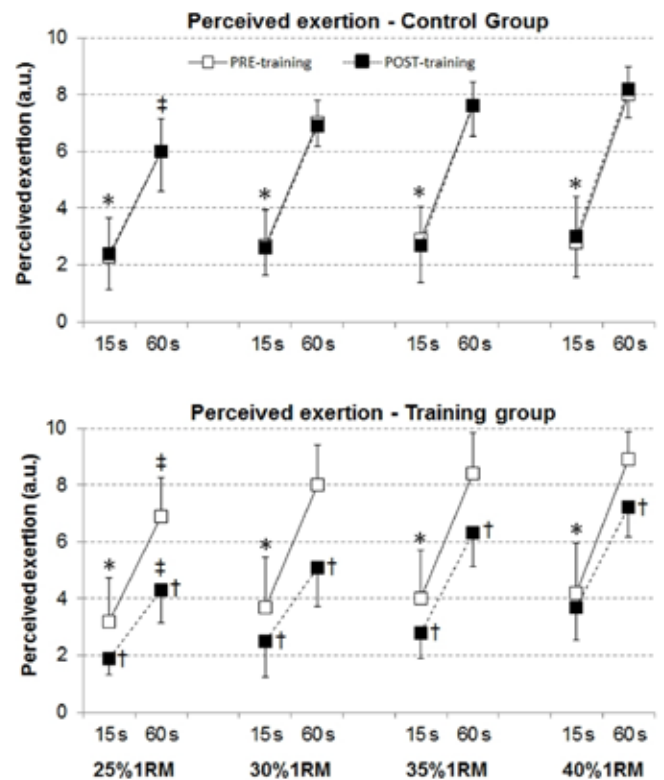 Perceived exertion - Control Group
Perceived exertion (a.u.)
10
8
6
4
2
0
PRE-training POST-training
‡
* * * *
15s 60s 15s 60s 15s 60s 15s 60s
Perceived exertion - Training group
Perceived exertion (a.u.)
10
8
6
4
2
0
‡
* * * *
‡
† † † † † † †
15s 60s 15s 60s 15s 60s 15s 60s
25%1RM 30%1RM 35%1RM 40%1RM